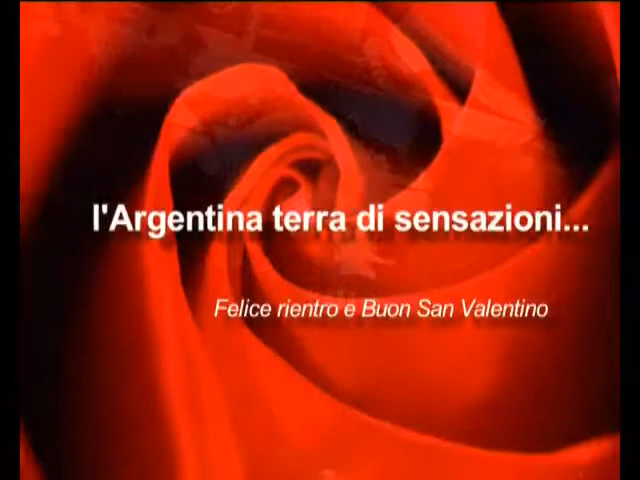 l'Argentina terra di sensazioni...
Felice rientro e Buon San Valentino